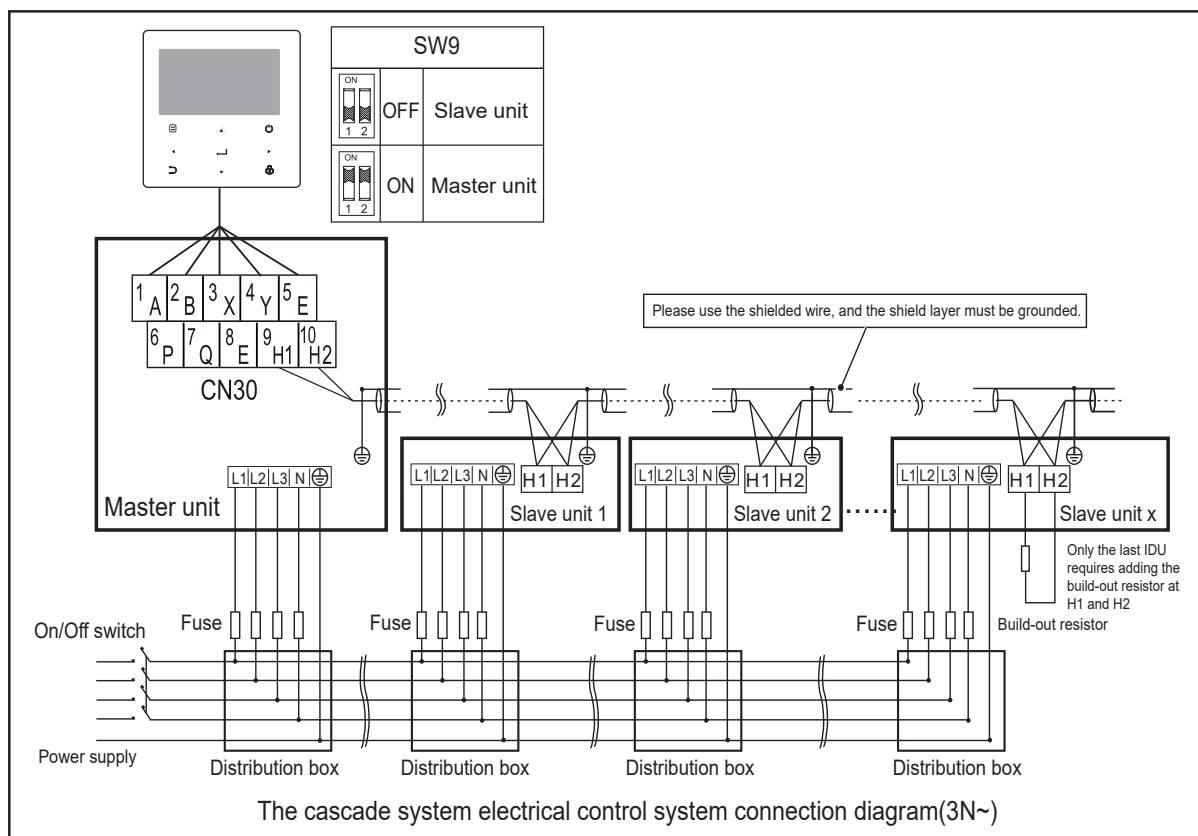 SW9
ON
1 2
OFF
Slave unit
ON
1 2
ON
Master unit
1 A 2 B 3 X 4 Y 5 E
6 P 7 Q 8 E 9 H1 10 H2
CN30
Please use the shielded wire, and the shield layer must be grounded.
L1 L2 L3 N
Master unit
L1 L2 L3 N
H1 H2
Slave unit 1
L1 L2 L3 N
H1 H2
Slave unit 2
L1 L2 L3 N
H1 H2
Slave unit x
Only the last IDU
requires adding the
build-out resistor at
H1 and H2
Build-out resistor
Fuse
Fuse
Fuse
Fuse
On/Off switch
Power supply
Distribution box
Distribution box
Distribution box
Distribution box
The cascade system electrical control system connection diagram(3N~)